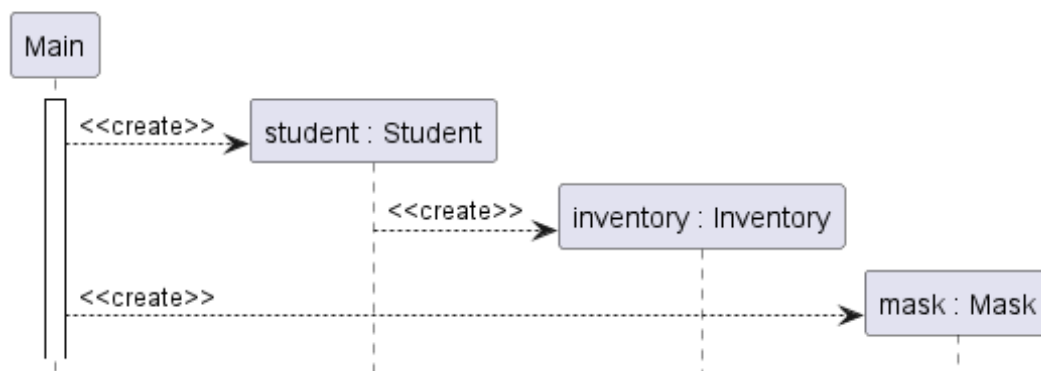 Main
<<create>>
student : Student
<<create>>
inventory : Inventory
<<create>>
mask : Mask